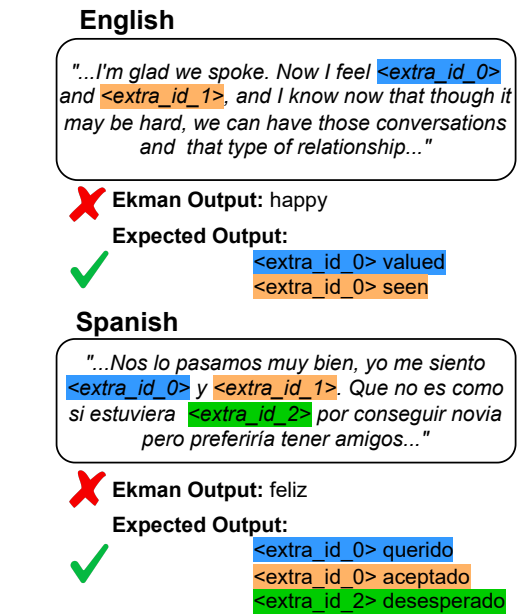 English
"...I'm glad we spoke. Now I feel <extra_id_0>
and <extra_id_1>, and I know now that though it
may be hard, we can have those conversations
and that type of relationship..."
Ekman Output: happy
Expected Output:
<extra_id_0> valued
<extra_id_0> seen
Spanish
"...Nos lo pasamos muy bien, yo me siento
<extra_id_0> y <extra_id_1>. Que no es como
si estuviera <extra_id_2> por conseguir novia
pero preferiría tener amigos..."
Ekman Output: feliz
Expected Output:
<extra_id_0> querido
<extra_id_0> aceptado
<extra_id_2> desesperado